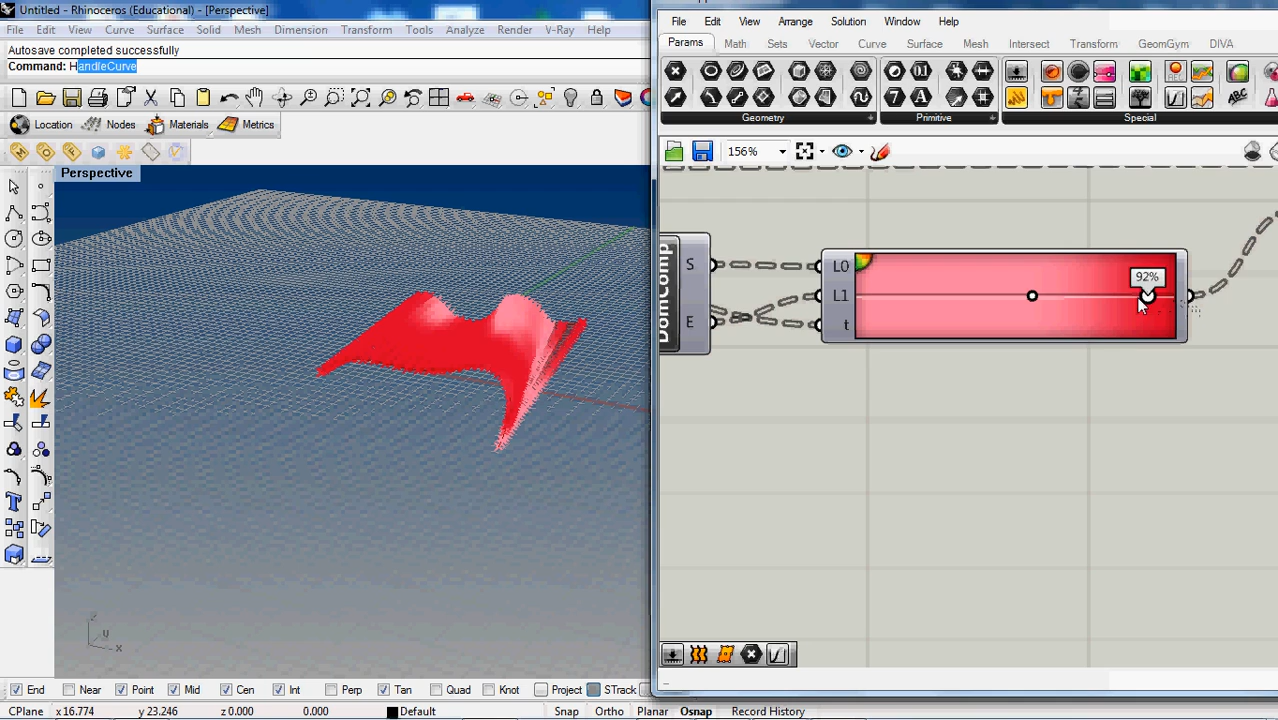 Untitled - Rhinoceros (Educational) - [Perspective]
File Edit View Curve Surface Solid Mesh Dimension Transform Tools Analyze Render V-Ray Help
Autosave completed successfully
Command: HandleCurve
Location Nodes Materials Metrics
Perspective
z
u
x
End Near Point Mid Cen Int Perp Tan Quad Knot Project STrack
CPlane x 16.774 y 23.246 z 0.000 0.000 Default Snap Ortho Planar Osnap Record History
File Edit View Arrange Solution Window Help
Params Math Sets Vector Curve Surface Mesh Intersect Transform GeomGym DIVA
Geometry Primitive Special
156%
DomComp
S
E
L0
L1
t
92%